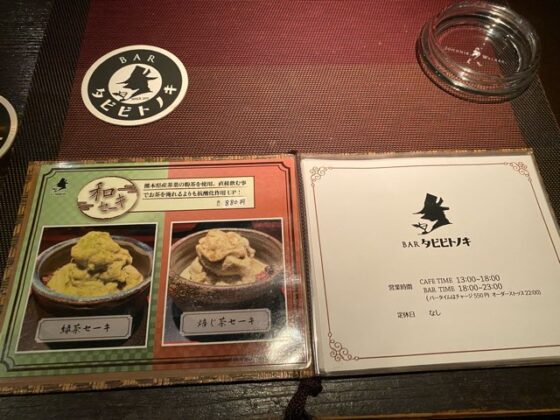 BAR
タビビトノキ
JOHNNIE WALKER
和
セーキ
熊本県産茶葉の粉茶を使用。直接飲む事
でお茶を淹れるよりも抗酸化作用UP!
各880円
緑茶セーキ
焙じ茶セーキ
BAR タビビトノキ
営業時間 CAFE TIME 13:00~18:00
BAR TIME 18:00~23:00
(バータイムはチャージ550円 オーダーストップ22:00)
定休日 なし